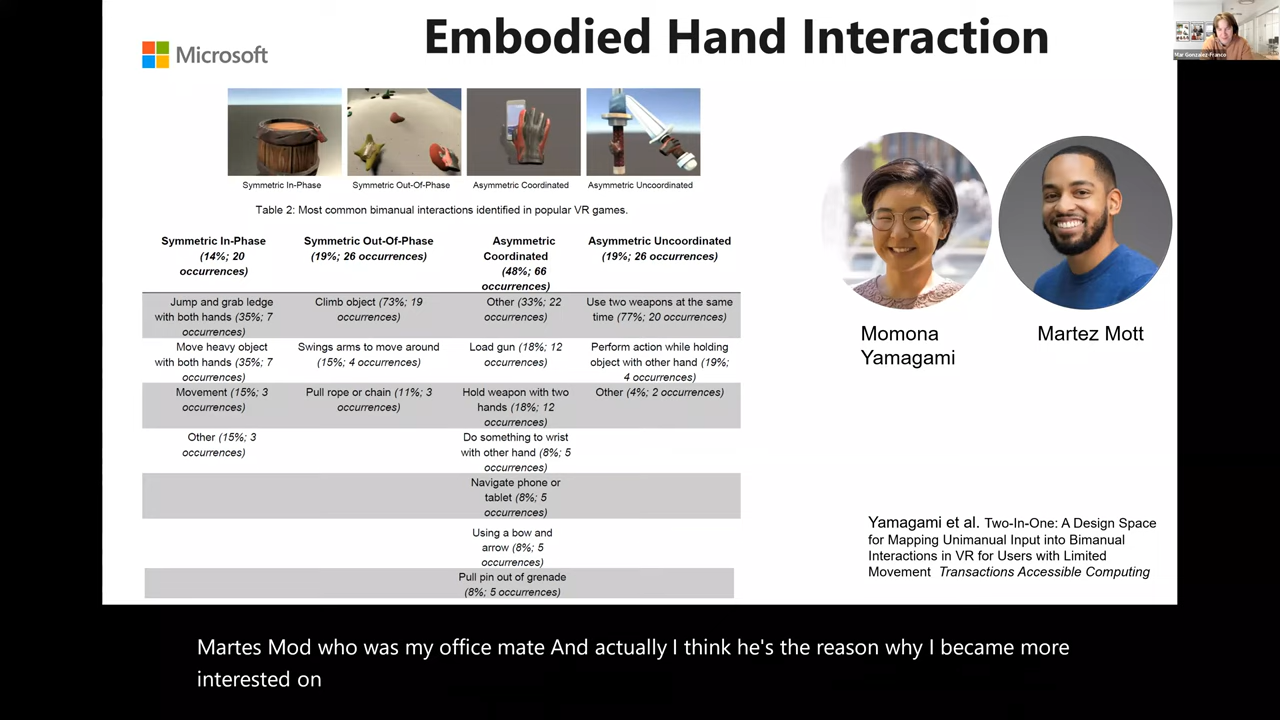 Embodied Hand Interaction
Microsoft
Mar Gonzalez-Franco
Symmetric In-Phase
Symmetric Out-Of-Phase
Asymmetric Coordinated
Asymmetric Uncoordinated
Table 2: Most common bimanual interactions identified in popular VR games.
Symmetric In-Phase
(14%; 20
occurrences)
Symmetric Out-Of-Phase
(19%; 26 occurrences)
Asymmetric
Coordinated
(48%; 66
occurrences)
Asymmetric Uncoordinated
(19%; 26 occurrences)
Jump and grab ledge
with both hands (35%; 7
occurrences)
Climb object (73%; 19
occurrences)
Other (33%; 22
occurrences)
Use two weapons at the same
time (77%; 20 occurrences)
Move heavy object
with both hands (35%; 7
occurrences)
Swings arms to move around
(15%; 4 occurrences)
Load gun (18%; 12
occurrences)
Perform action while holding
object with other hand (19%;
4 occurrences)
Movement (15%; 3
occurrences)
Pull rope or chain (11%; 3
occurrences)
Hold weapon with two
hands (18%; 12
occurrences)
Other (4%; 2 occurrences)
Other (15%; 3
occurrences)
Do something to wrist
with other hand (8%; 5
occurrences)
Navigate phone or
tablet (8%; 5
occurrences)
Using a bow and
arrow (8%; 5
occurrences)
Pull pin out of grenade
(8%; 5 occurrences)
Momona
Yamagami
Martez Mott
Yamagami et al. Two-In-One: A Design Space
for Mapping Unimanual Input into Bimanual
Interactions in VR for Users with Limited
Movement Transactions Accessible Computing
Martes Mod who was my office mate And actually I think he's the reason why I became more
interested on